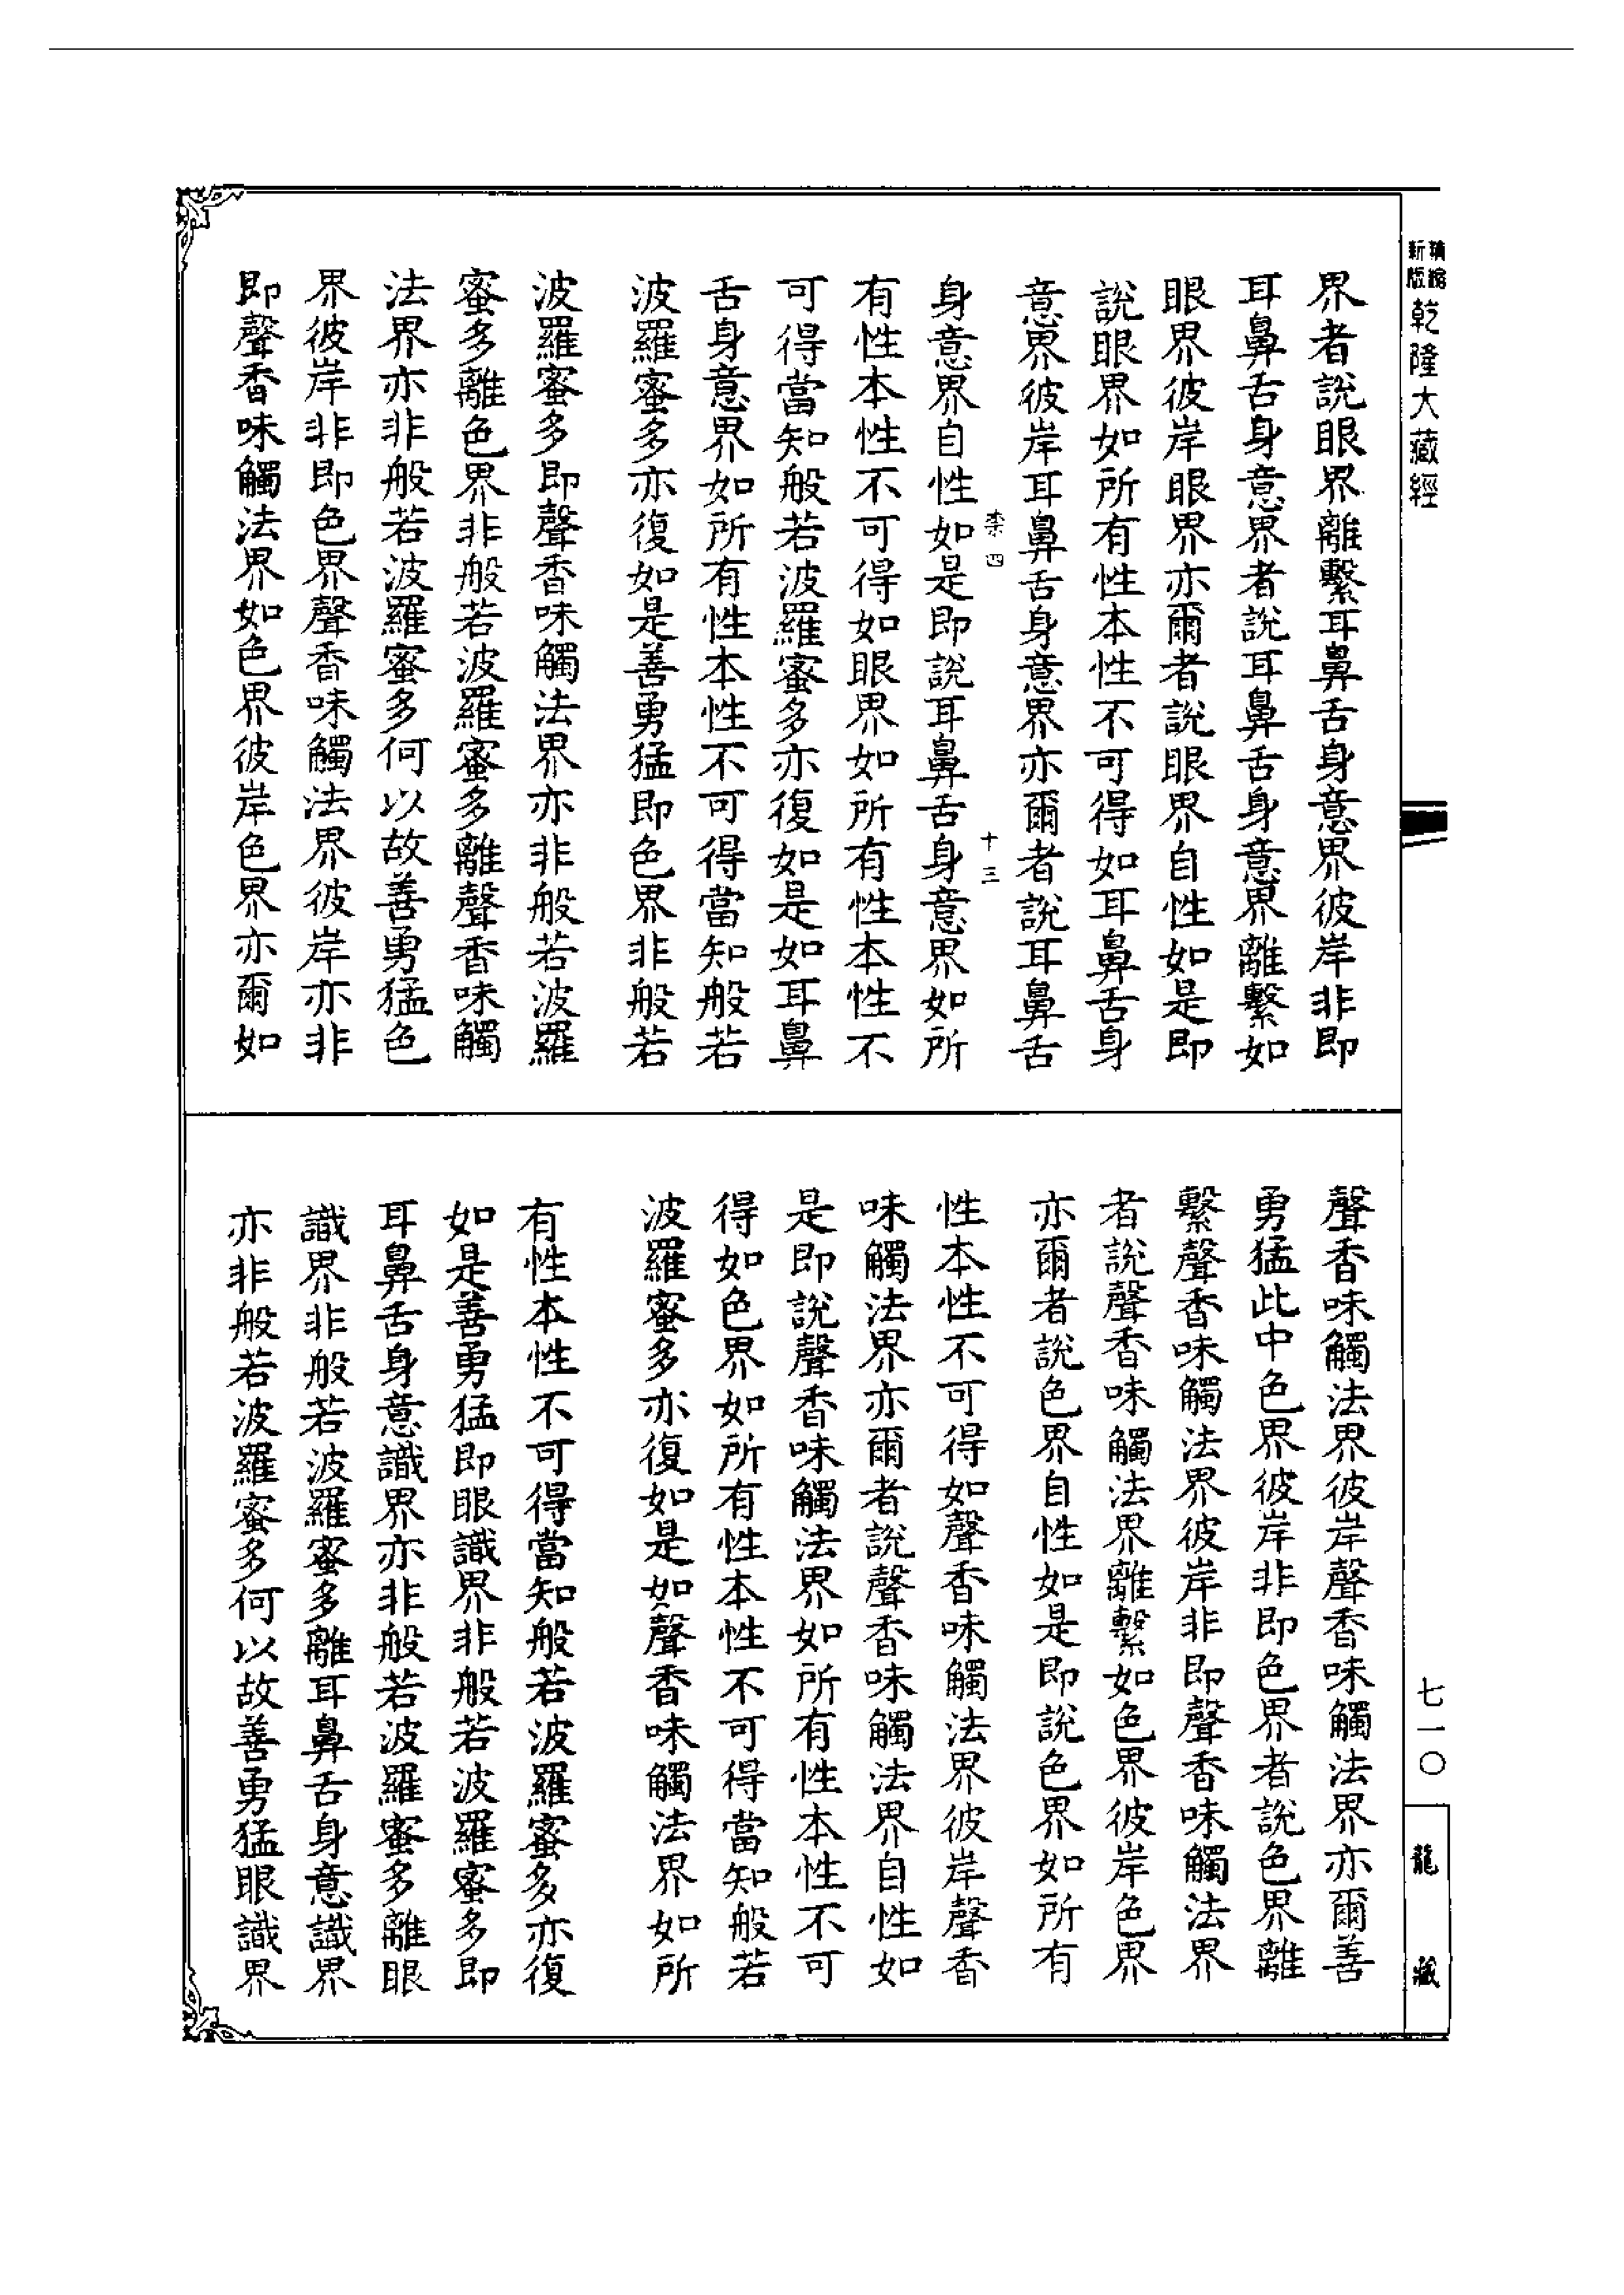 新版
精縮
乾隆大藏經
界者說眼界離繫耳鼻舌身意界彼岸非即
耳鼻舌身意界者說耳鼻舌身意界離繫如
眼界彼岸眼界亦爾者說眼界自性如是即
說眼界如所有性本性不可得如耳鼻舌身
意界彼岸耳鼻舌身意界亦爾者說耳鼻舌
柰四
十三
身意界自性如是即說耳鼻舌身意界如所
有性本性不可得如眼界如所有性本性不
可得當知般若波羅蜜多亦復如是如耳鼻
舌身意界如所有性本性不可得當知般若
波羅蜜多亦復如是善勇猛即色界非般若
波羅蜜多即聲香味觸法界亦非般若波羅
蜜多離色界非般若波羅蜜多離聲香味觸
法界亦非般若波羅蜜多何以故善勇猛色
界彼岸非即色界聲香味觸法界彼岸亦非
即聲香味觸法界如色界彼岸色界亦爾如
聲香味觸法界彼岸聲香味觸法界亦爾善
勇猛此中色界彼岸非即色界者說色界離
繫聲香味觸法界彼岸非即聲香味觸法界
者說聲香味觸法界離繫如色界彼岸色界
亦爾者說色界自性如是即說色界如所有
性本性不可得如聲香味觸法界彼岸聲香
味觸法界亦爾者說聲香味觸法界自性如
是即說聲香味觸法界如所有性本性不可
得如色界如所有性本性不可得當知般若
波羅蜜多亦復如是如聲香味觸法界如所
有性本性不可得當知般若波羅蜜多亦復
如是善勇猛即眼識界非般若波羅蜜多即
耳鼻舌身意識界亦非般若波羅蜜多離眼
識界非般若波羅蜜多離耳鼻舌身意識界
亦非般若波羅蜜多何以故善勇猛眼識界
七一〇
龍藏